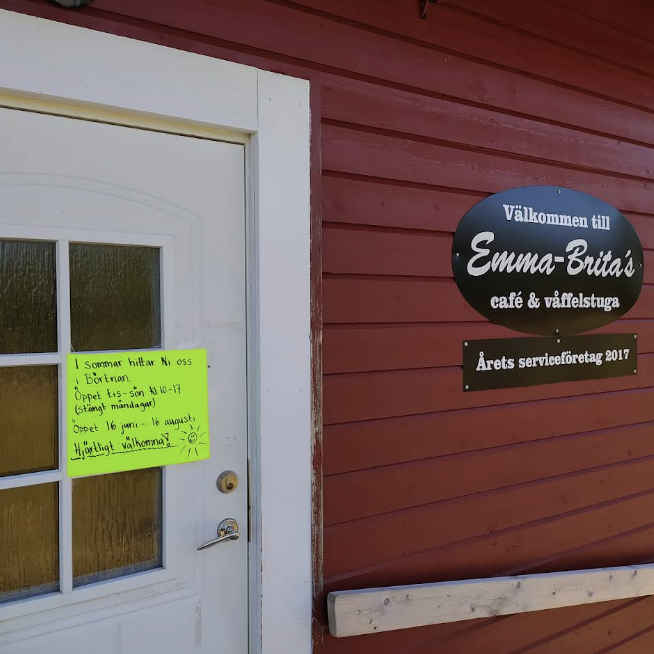 I sommar hittar Ni oss
i Börtnan.
Öppet tis-sön kl 10-17
(stängt måndagar)
Öppet 16 juni - 16 augusti
Hjärtligt välkomna!
Välkommen till
Emma-Brita's
café & våffelstuga
Årets serviceföretag 2017